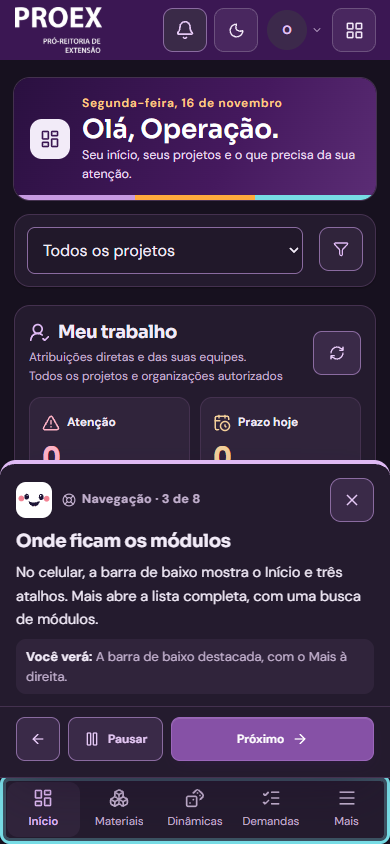 PROEX
PRÓ-REITORIA DE
EXTENSÃO
O
Segunda-feira, 16 de novembro
Olá, Operação.
Seu início, seus projetos e o que precisa da sua
atenção.
Todos os projetos
Meu trabalho
Atribuições diretas e das suas equipes.
Todos os projetos e organizações autorizados
Atenção
Prazo hoje
0
0
Navegação · 3 de 8
Onde ficam os módulos
No celular, a barra de baixo mostra o Início e três
atalhos. Mais abre a lista completa, com uma busca
de módulos.
Você verá: A barra de baixo destacada, com o Mais à
direita.
Pausar
Próximo
Início
Materiais
Dinâmicas
Demandas
Mais